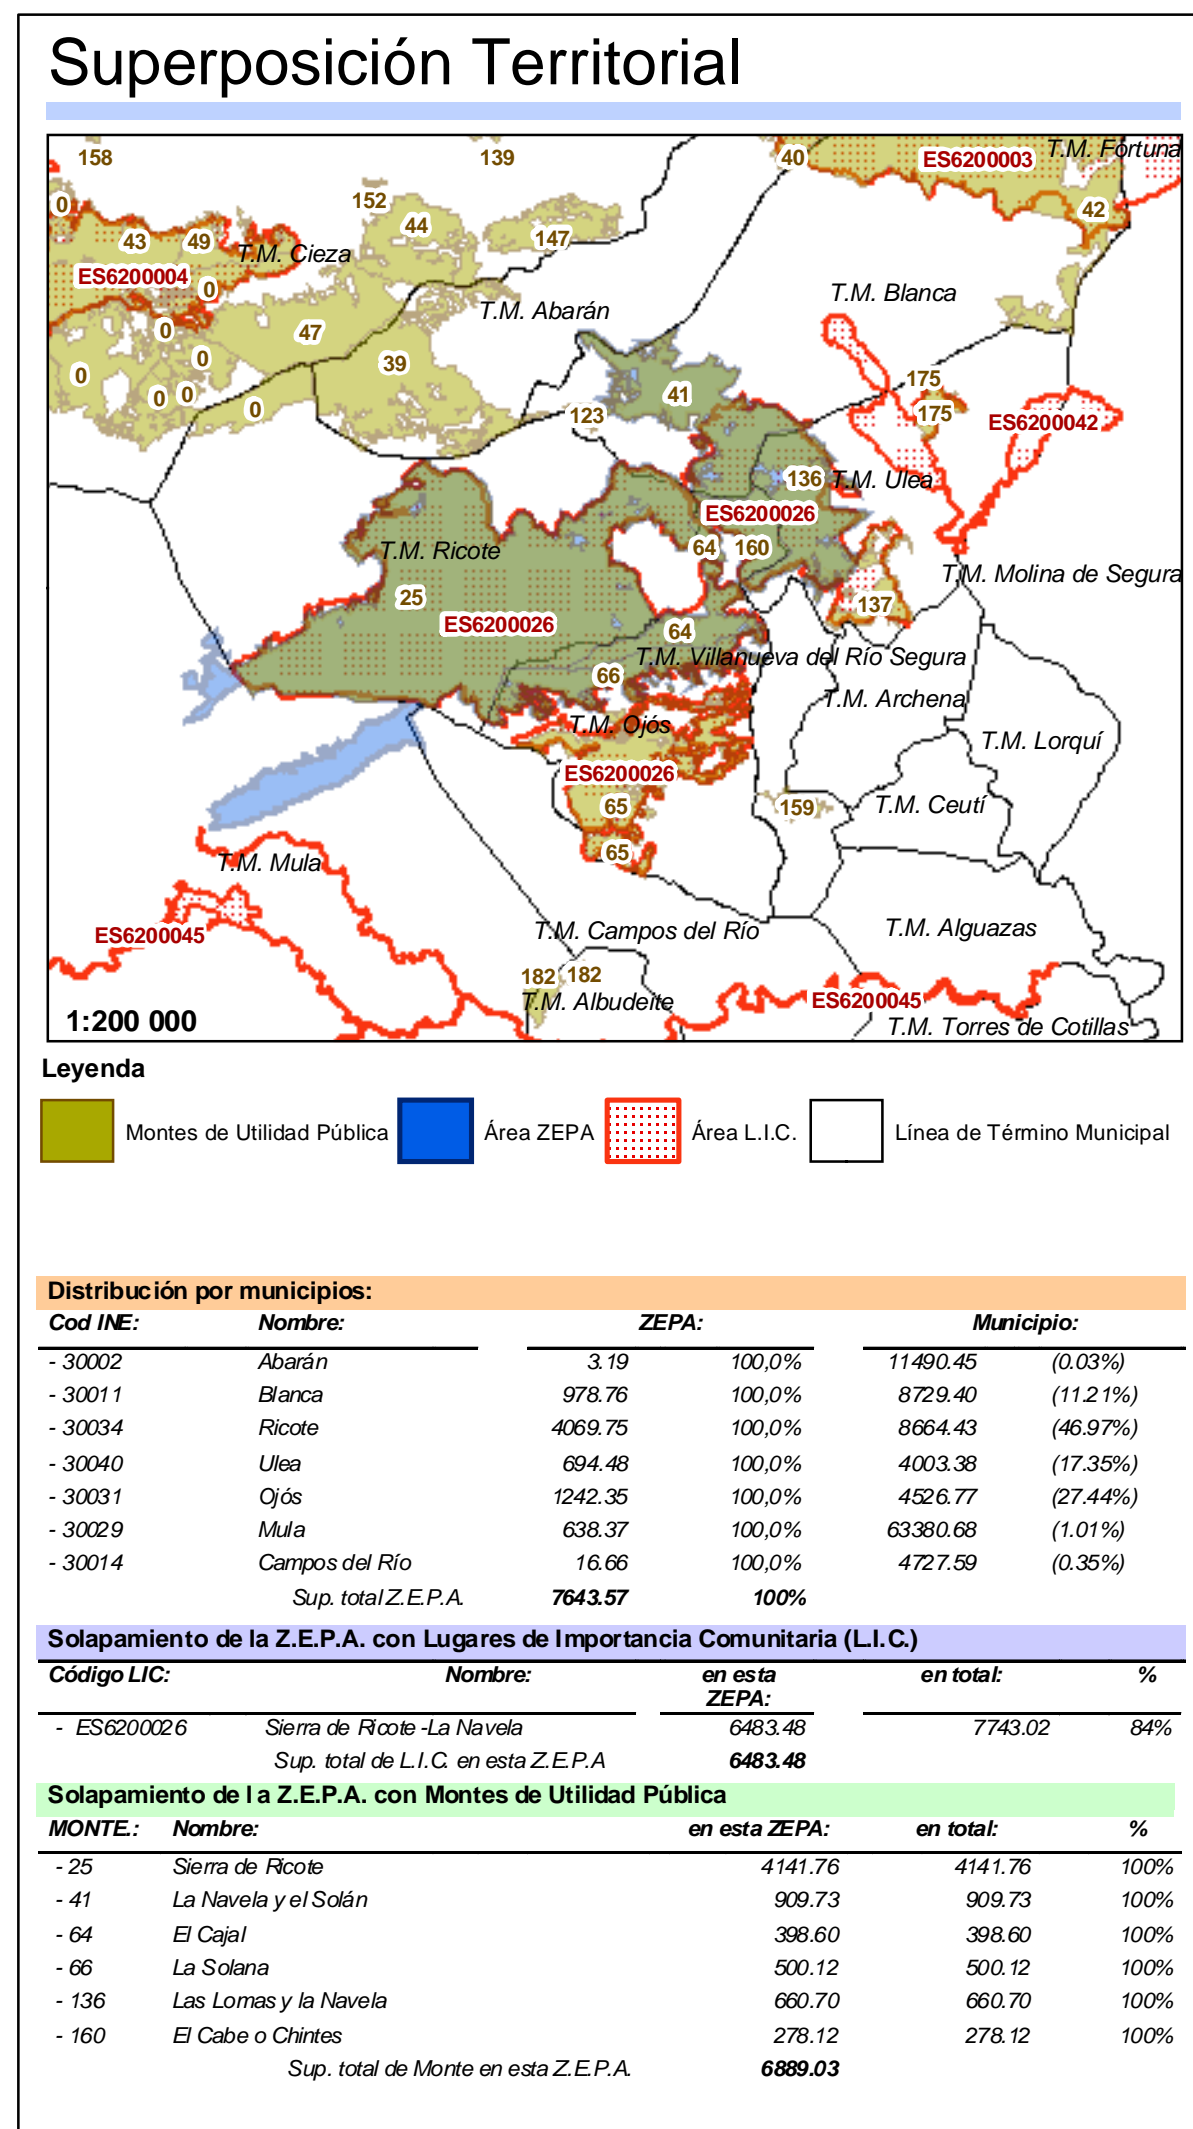 Superposición Territorial
158
139
40
ES6200003
T.M. Fortuna
0
152
44
42
43
49
147
T.M. Cieza
ES6200004
0
T.M. Blanca
T.M. Abarán
0
47
0
39
0
175
0
0
0
123
41
175
ES6200042
136
T.M. Ulea
ES6200026
T.M. Ricote
64
160
T.M. Molina de Segura
25
137
ES6200026
64
T.M. Villanueva del Río Segura
66
T.M. Archena
T.M. Ojós
T.M. Lorquí
ES6200026
65
159
T.M. Ceutí
65
T.M. Mula
ES6200045
T.M. Campos del Río
T.M. Alguazas
182
182
T.M. Albudeite
ES6200045
1:200 000
T.M. Torres de Cotillas
Leyenda
Montes de Utilidad Pública
Área ZEPA
Área L.I.C.
Línea de Término Municipal
Distribución por municipios:
Cod INE: Nombre: ZEPA: Municipio:
- 30002 Abarán 3.19 100,0% 11490.45 (0.03%)
- 30011 Blanca 978.76 100,0% 8729.40 (11.21%)
- 30034 Ricote 4069.75 100,0% 8664.43 (46.97%)
- 30040 Ulea 694.48 100,0% 4003.38 (17.35%)
- 30031 Ojós 1242.35 100,0% 4526.77 (27.44%)
- 30029 Mula 638.37 100,0% 63380.68 (1.01%)
- 30014 Campos del Río 16.66 100,0% 4727.59 (0.35%)
Sup. total Z.E.P.A. 7643.57 100%
Solapamiento de la Z.E.P.A. con Lugares de Importancia Comunitaria (L.I.C.)
Código LIC: Nombre: en esta ZEPA: en total: %
- ES6200026 Sierra de Ricote -La Navela 6483.48 7743.02 84%
Sup. total de L.I.C. en esta Z.E.P.A 6483.48
Solapamiento de la Z.E.P.A. con Montes de Utilidad Pública
MONTE.: Nombre: en esta ZEPA: en total: %
- 25 Sierra de Ricote 4141.76 4141.76 100%
- 41 La Navela y el Solán 909.73 909.73 100%
- 64 El Cajal 398.60 398.60 100%
- 66 La Solana 500.12 500.12 100%
- 136 Las Lomas y la Navela 660.70 660.70 100%
- 160 El Cabe o Chintes 278.12 278.12 100%
Sup. total de Monte en esta Z.E.P.A. 6889.03